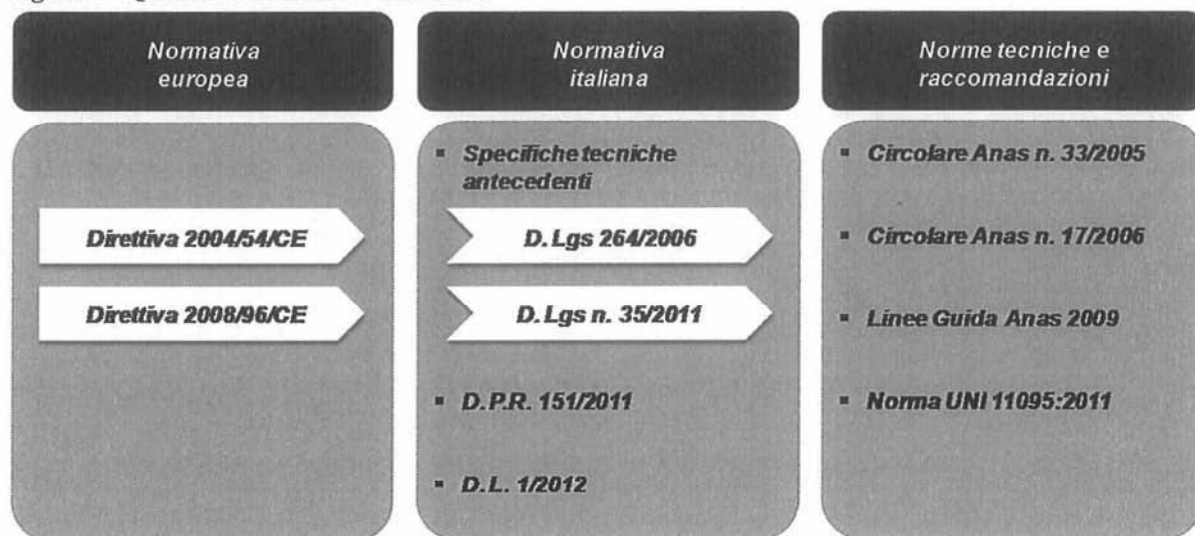 Normativa
europea
Direttiva 2004/54/CE
Direttiva 2008/96/CE
Normativa
italiana
▪ Specifiche tecniche
antecedenti
D. Lgs 264/2006
D. Lgs n. 35/2011
▪ D.P.R. 151/2011
▪ D.L. 1/2012
Norme tecniche e
raccomandazioni
▪ Circolare Anas n. 33/2005
▪ Circolare Anas n. 17/2006
▪ Linee Guida Anas 2009
▪ Norma UNI 11095:2011